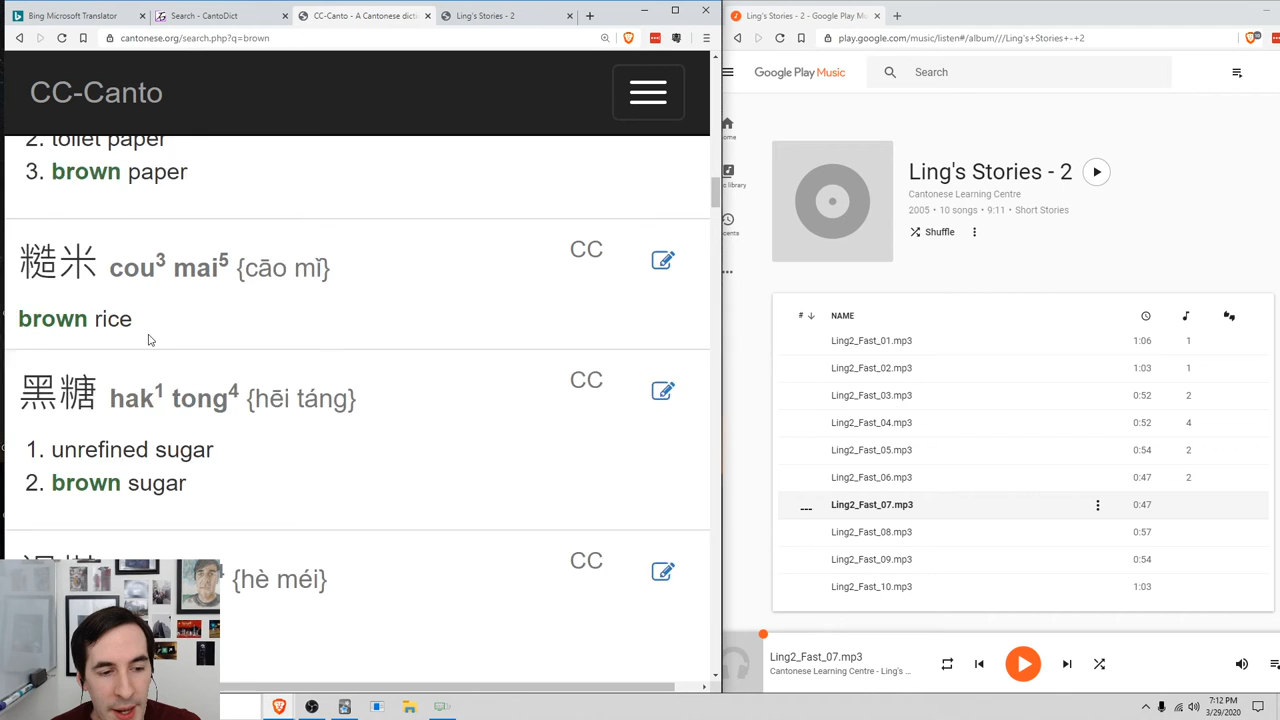 Bing Microsoft Translator
Search - CantoDict
CC-Canto - A Cantonese dicti
Ling's Stories - 2
cantonese.org/search.php?q=brown
CC-Canto
2. toilet paper
3. brown paper
糙米 cou3 mai5 {cāo mǐ}
CC
brown rice
黑糖 hak1 tong4 {hēi táng}
CC
1. unrefined sugar
2. brown sugar
{hè méi}
CC
Ling's Stories - 2 - Google Play Mus
play.google.com/music/listen#/album///Ling's+Stories+-+2
Google Play Music
Search
Ling's Stories - 2
Cantonese Learning Centre
2005 • 10 songs • 9:11 • Short Stories
Shuffle
# NAME
Ling2_Fast_01.mp3 1:06 1
Ling2_Fast_02.mp3 1:03 1
Ling2_Fast_03.mp3 0:52 2
Ling2_Fast_04.mp3 0:52 4
Ling2_Fast_05.mp3 0:54 2
Ling2_Fast_06.mp3 0:47 2
Ling2_Fast_07.mp3 0:47
Ling2_Fast_08.mp3 0:57
Ling2_Fast_09.mp3 0:54
Ling2_Fast_10.mp3 1:03
Ling2_Fast_07.mp3
Cantonese Learning Centre - Ling's ...
7:12 PM
3/29/2020